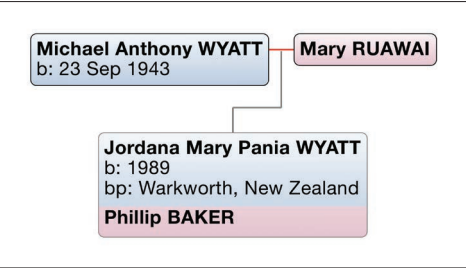 Michael Anthony WYATT
b: 23 Sep 1943
Mary RUAWAI
Jordana Mary Pania WYATT
b: 1989
bp: Warkworth, New Zealand
Phillip BAKER